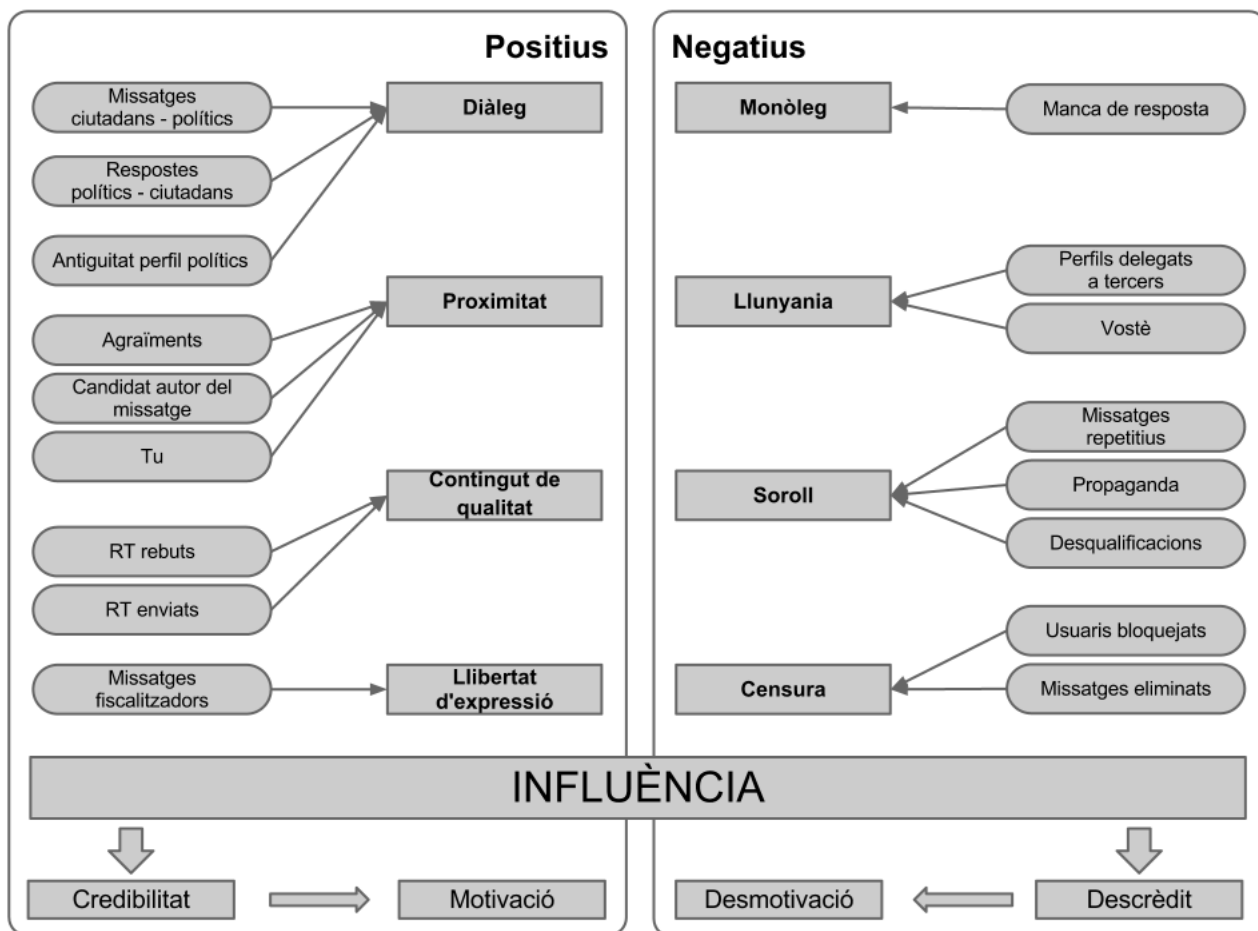 Positius
Missatges
ciutadans - polítics
Diàleg
Respostes
polítics - ciutadans
Antiguitat perfil polítics
Proximitat
Agraïments
Candidat autor del
missatge
Tu
Contingut de
qualitat
RT rebuts
RT enviats
Missatges
fiscalitzadors
Llibertat
d'expressió
Negatius
Monòleg
Manca de resposta
Perfils delegats
a tercers
Llunyania
Vostè
Missatges
repetitius
Soroll
Propaganda
Desqualificacions
Usuaris bloquejats
Censura
Missatges eliminats
INFLUÈNCIA
Credibilitat
Motivació
Desmotivació
Descrèdit